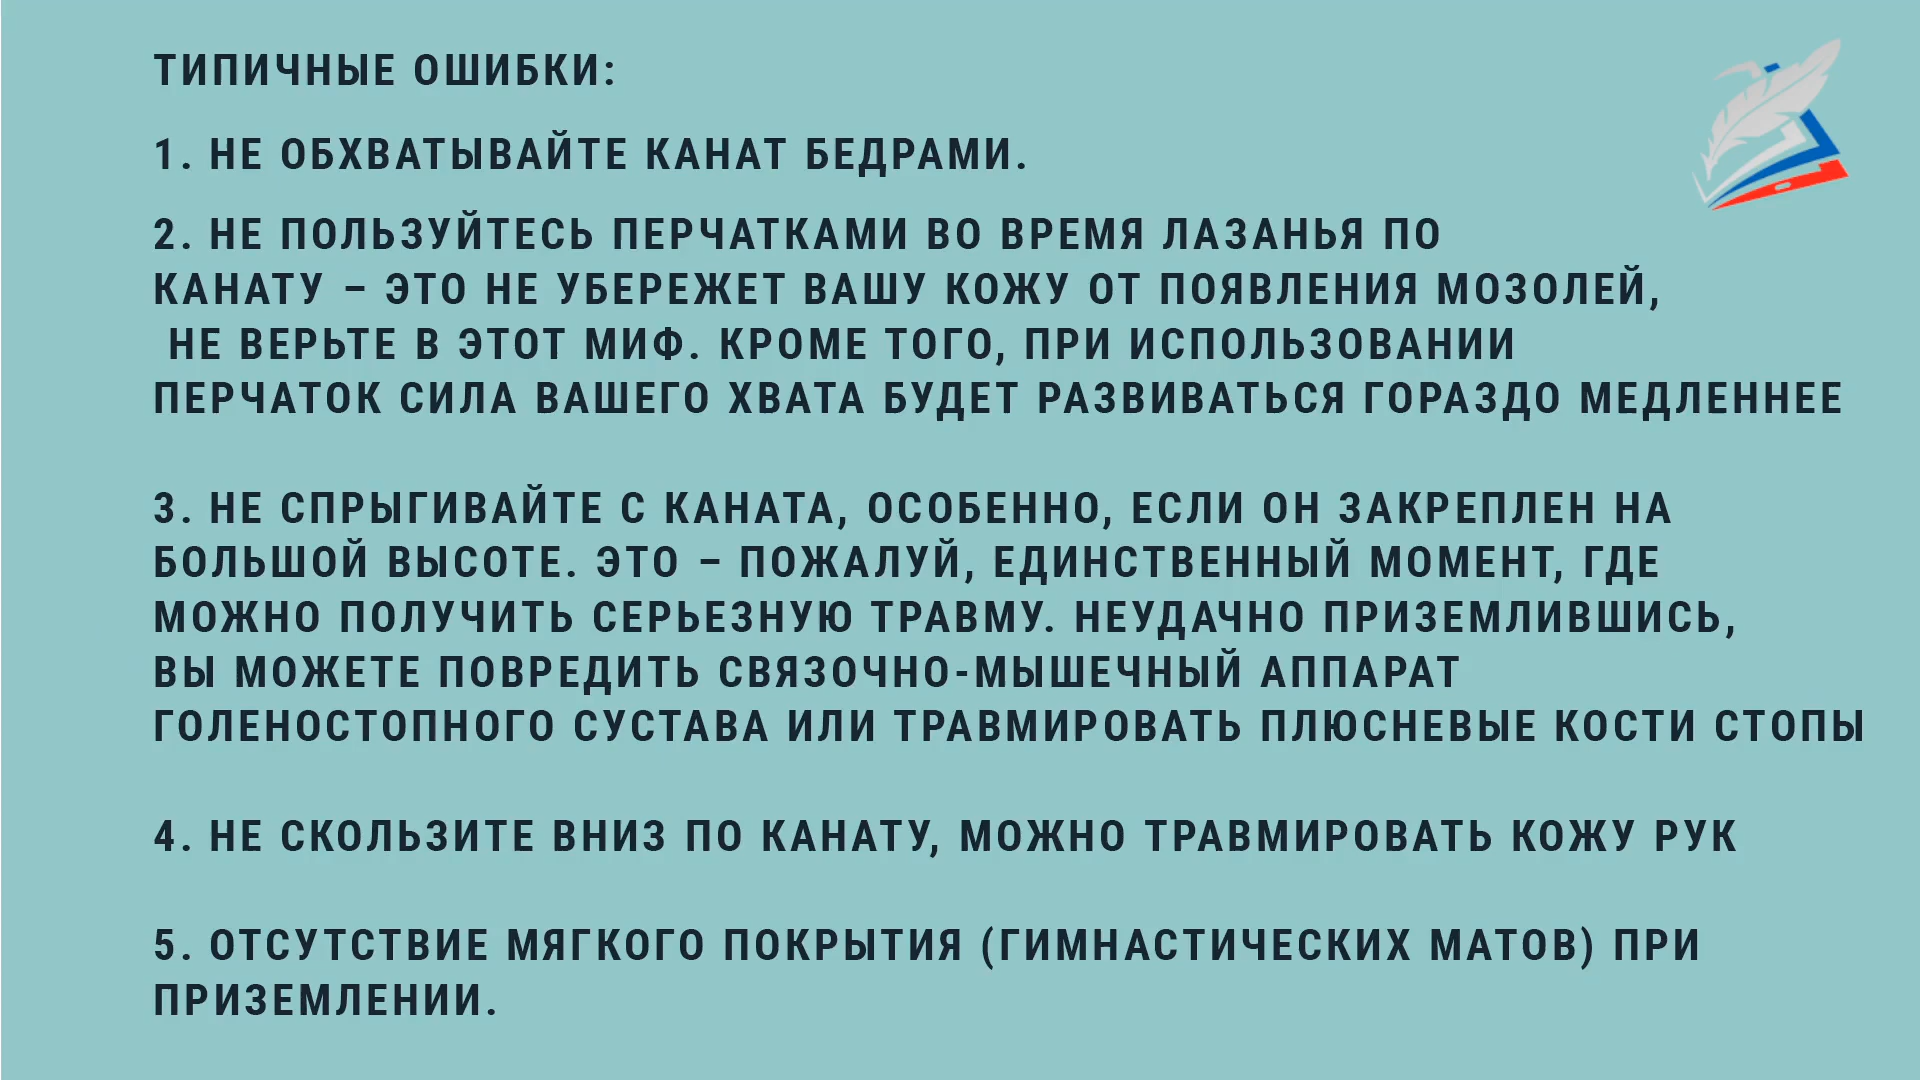 ТИПИЧНЫЕ ОШИБКИ:
1. НЕ ОБХВАТЫВАЙТЕ КАНАТ БЕДРАМИ.
2. НЕ ПОЛЬЗУЙТЕСЬ ПЕРЧАТКАМИ ВО ВРЕМЯ ЛАЗАНЬЯ ПО
КАНАТУ – ЭТО НЕ УБЕРЕЖЕТ ВАШУ КОЖУ ОТ ПОЯВЛЕНИЯ МОЗОЛЕЙ,
НЕ ВЕРЬТЕ В ЭТОТ МИФ. КРОМЕ ТОГО, ПРИ ИСПОЛЬЗОВАНИИ
ПЕРЧАТОК СИЛА ВАШЕГО ХВАТА БУДЕТ РАЗВИВАТЬСЯ ГОРАЗДО МЕДЛЕННЕЕ
3. НЕ СПРЫГИВАЙТЕ С КАНАТА, ОСОБЕННО, ЕСЛИ ОН ЗАКРЕПЛЕН НА
БОЛЬШОЙ ВЫСОТЕ. ЭТО – ПОЖАЛУЙ, ЕДИНСТВЕННЫЙ МОМЕНТ, ГДЕ
МОЖНО ПОЛУЧИТЬ СЕРЬЕЗНУЮ ТРАВМУ. НЕУДАЧНО ПРИЗЕМЛИВШИСЬ,
ВЫ МОЖЕТЕ ПОВРЕДИТЬ СВЯЗОЧНО-МЫШЕЧНЫЙ АППАРАТ
ГОЛЕНОСТОПНОГО СУСТАВА ИЛИ ТРАВМИРОВАТЬ ПЛЮСНЕВЫЕ КОСТИ СТОПЫ
4. НЕ СКОЛЬЗИТЕ ВНИЗ ПО КАНАТУ, МОЖНО ТРАВМИРОВАТЬ КОЖУ РУК
5. ОТСУТСТВИЕ МЯГКОГО ПОКРЫТИЯ (ГИМНАСТИЧЕСКИХ МАТОВ) ПРИ
ПРИЗЕМЛЕНИИ.